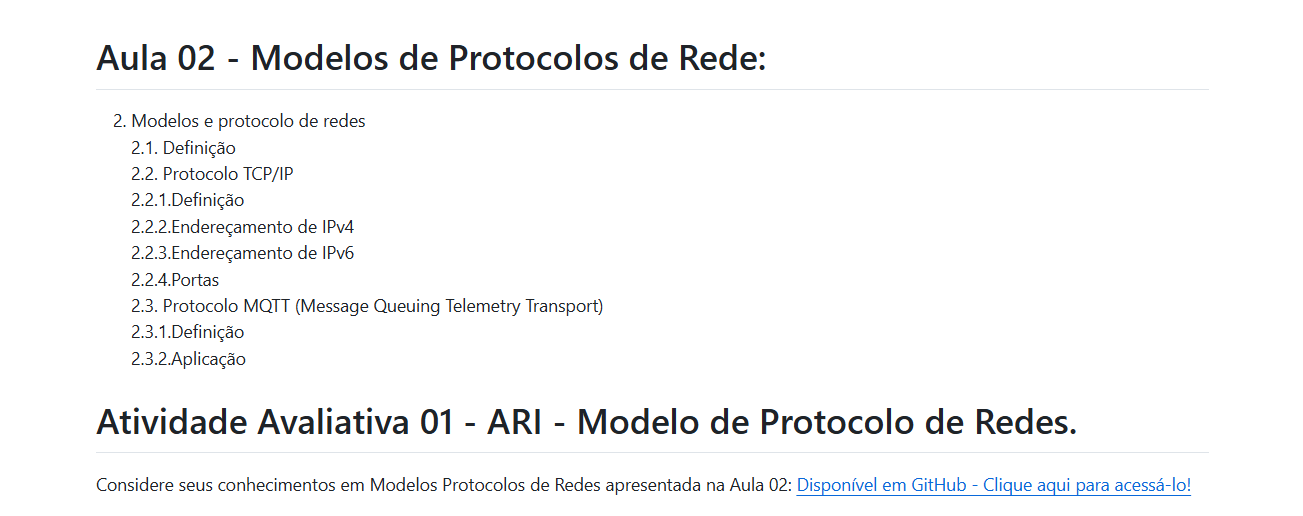 Aula 02 - Modelos de Protocolos de Rede:
2. Modelos e protocolo de redes
2.1. Definição
2.2. Protocolo TCP/IP
2.2.1.Definição
2.2.2.Endereçamento de IPv4
2.2.3.Endereçamento de IPv6
2.2.4.Portas
2.3. Protocolo MQTT (Message Queuing Telemetry Transport)
2.3.1.Definição
2.3.2.Aplicação
Atividade Avaliativa 01 - ARI - Modelo de Protocolo de Redes.
Considere seus conhecimentos em Modelos Protocolos de Redes apresentada na Aula 02: Disponível em GitHub - Clique aqui para acessá-lo!